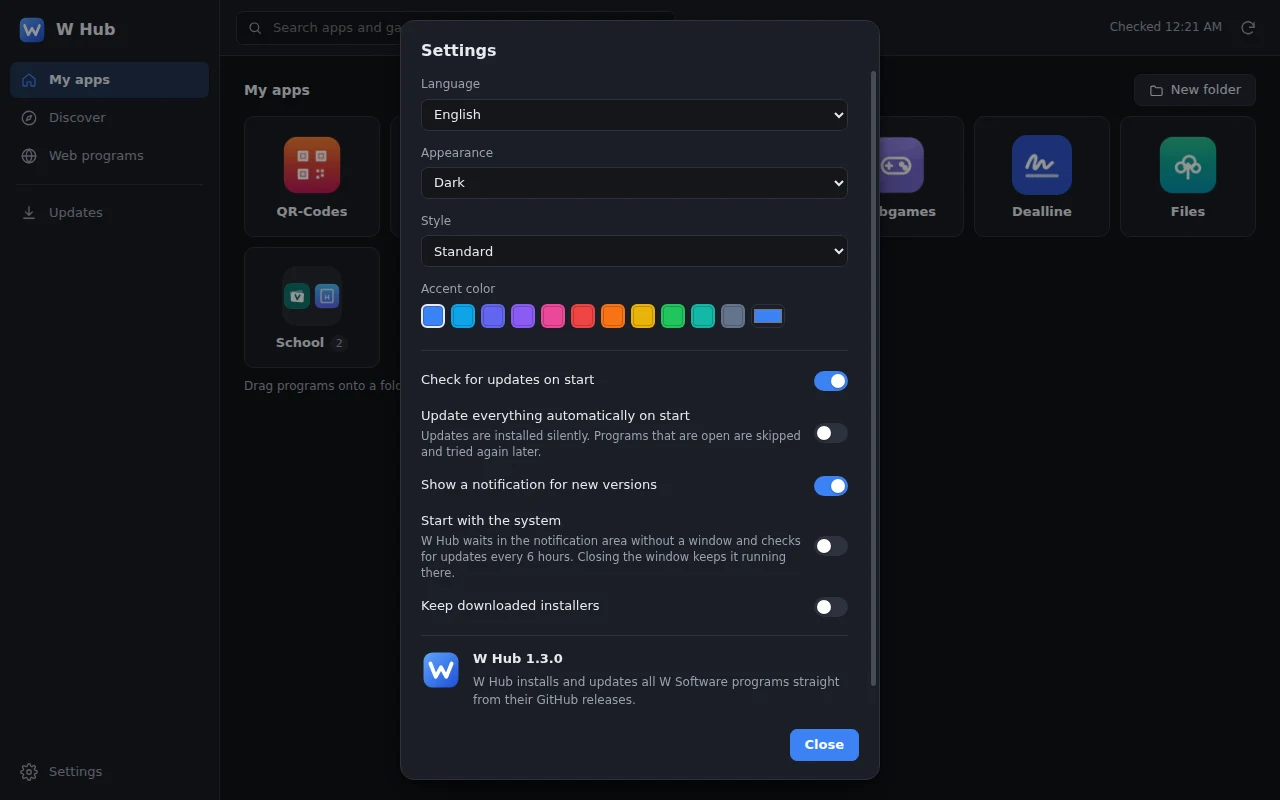 W Hub
Search apps and ga
Checked 12:21 AM
My apps
Discover
Web programs
Updates
Settings
My apps
New folder
QR-Codes
bgames
Dealline
Files
School 2
Drag programs onto a fol
Settings
Language
English
Appearance
Dark
Style
Standard
Accent color
Check for updates on start
Update everything automatically on start
Updates are installed silently. Programs that are open are skipped
and tried again later.
Show a notification for new versions
Start with the system
W Hub waits in the notification area without a window and checks
for updates every 6 hours. Closing the window keeps it running
there.
Keep downloaded installers
W Hub 1.3.0
W Hub installs and updates all W Software programs straight
from their GitHub releases.
Close